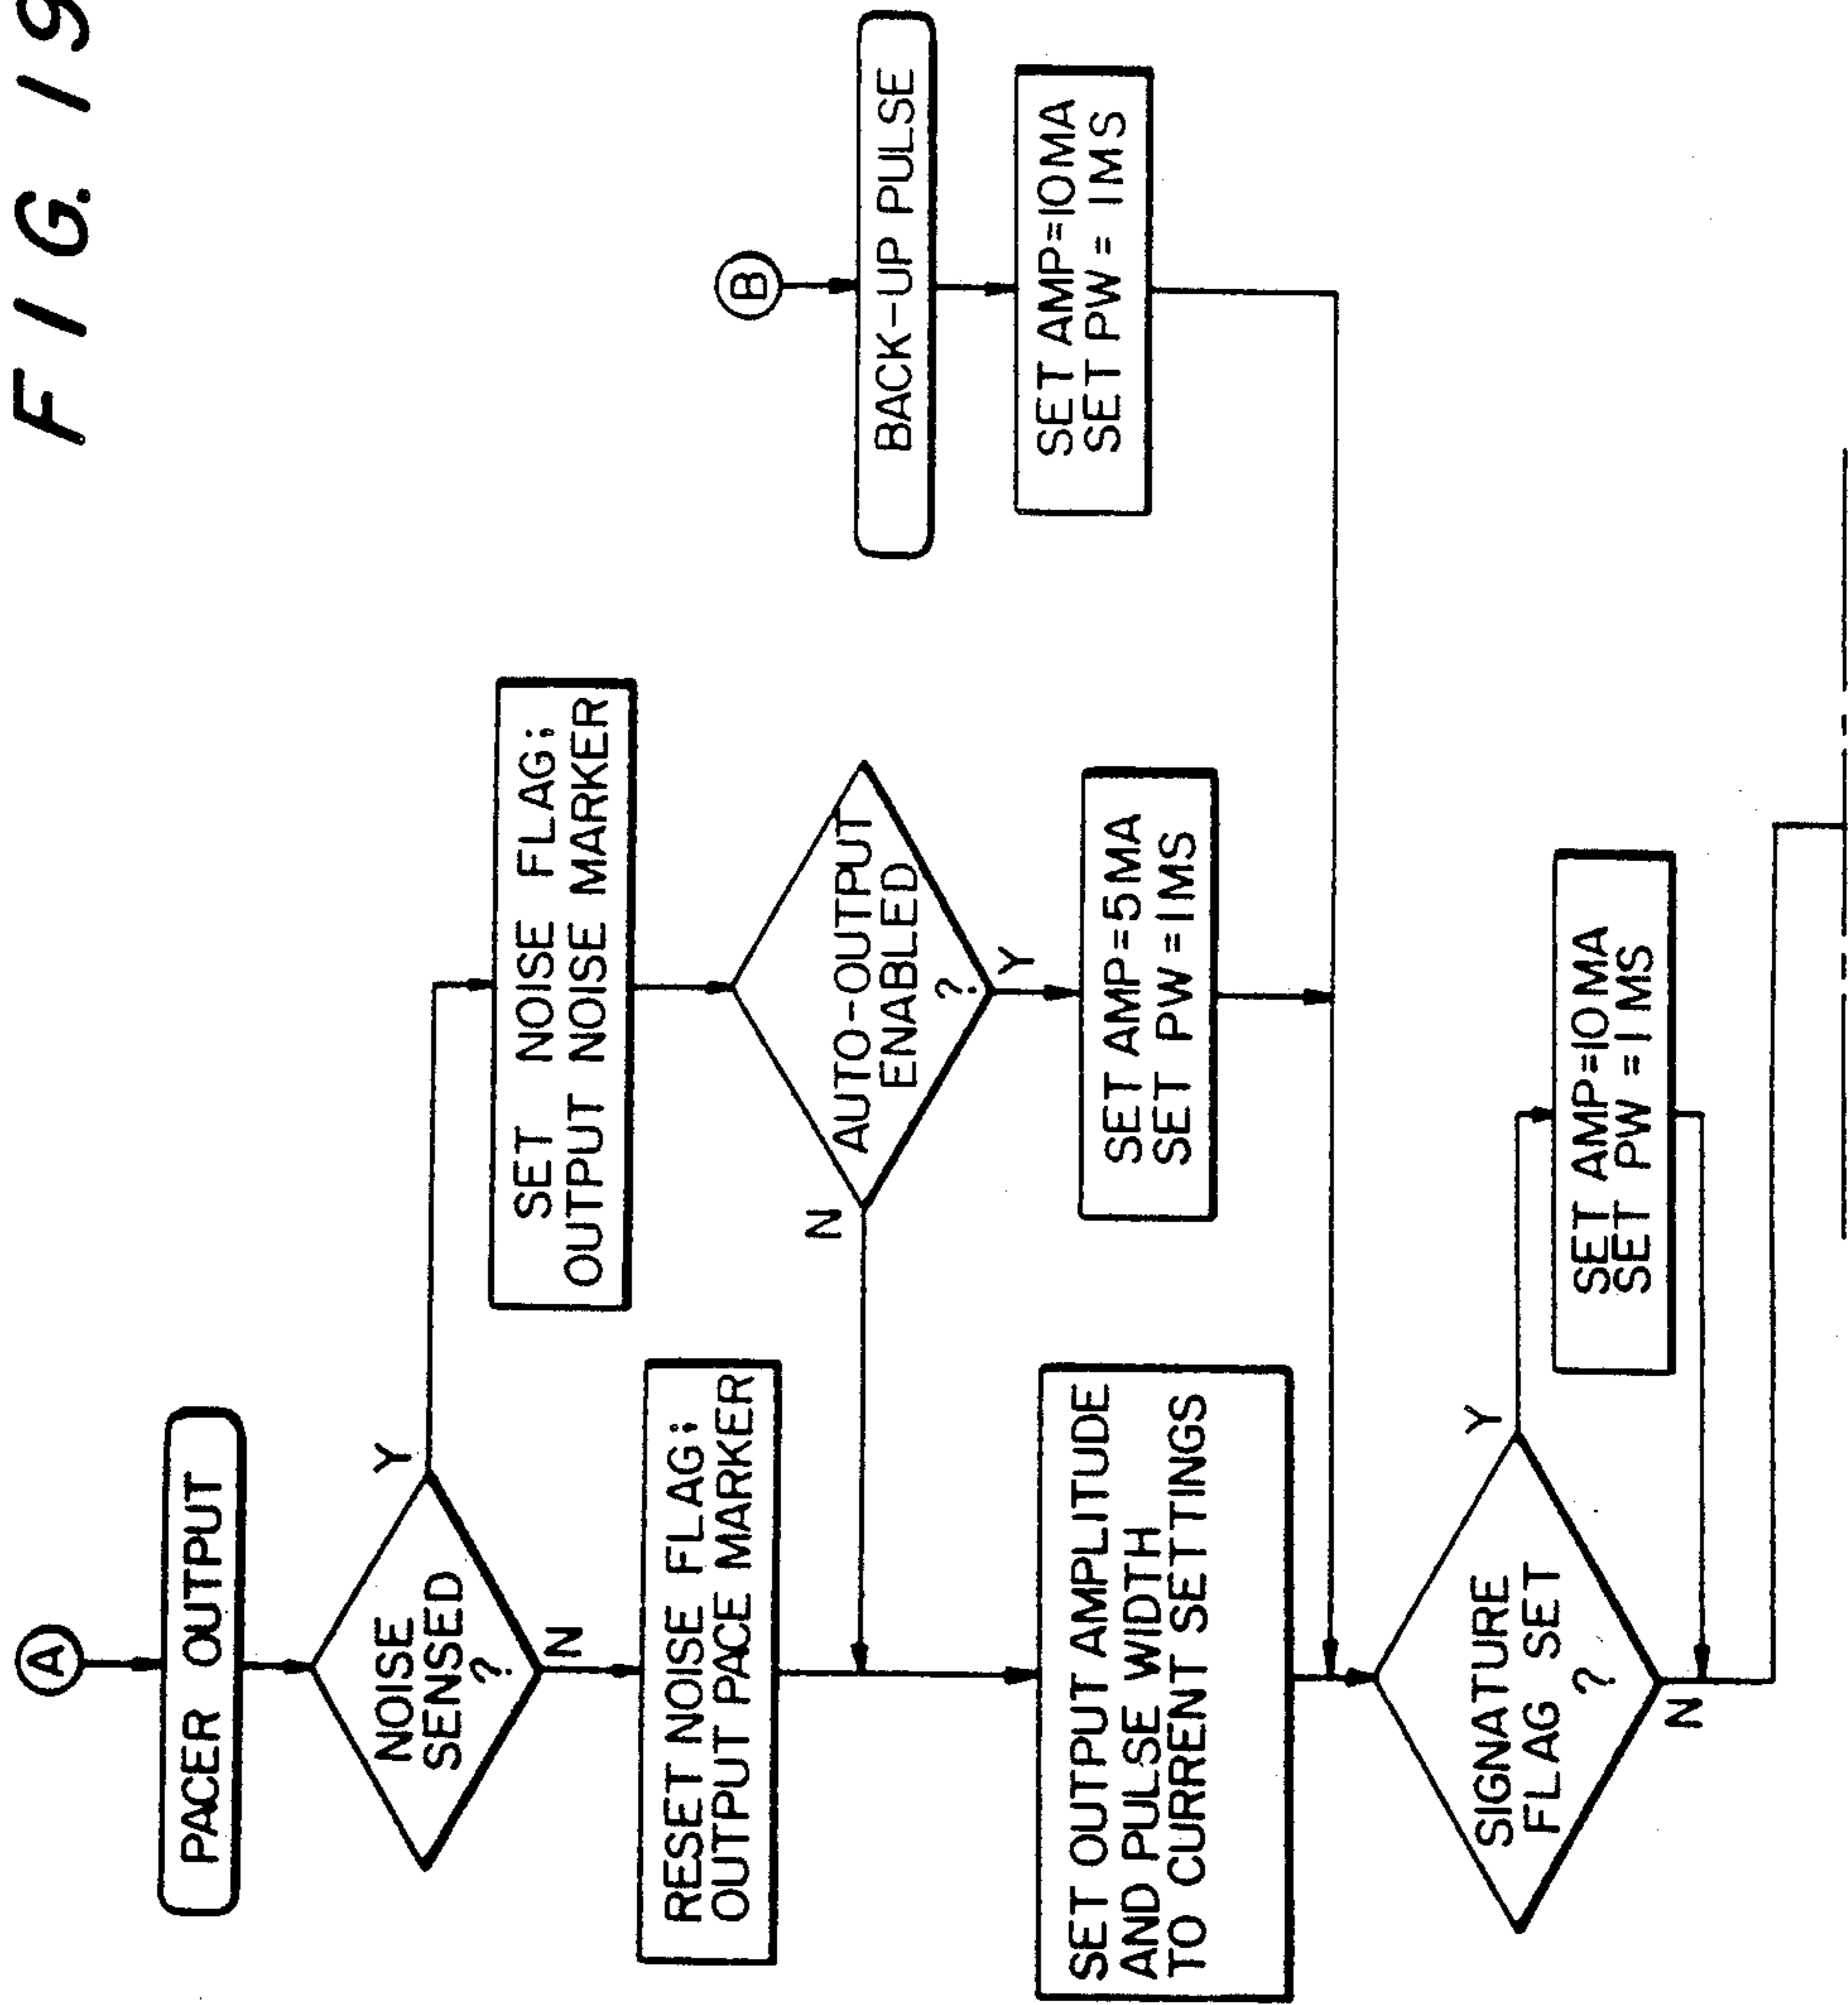 FIG. 19
A
PACER OUTPUT
NOISE
SENSED
?
Y
N
SET NOISE FLAG:
OUTPUT NOISE MARKER
RESET NOISE FLAG:
OUTPUT PACE MARKER
AUTO-OUTPUT
ENABLED
?
N
Y
SET AMP=5MA
SET PW=1MS
B
BACK-UP PULSE
SET AMP=10MA
SET PW=1MS
SET OUTPUT AMPLITUDE
AND PULSE WIDTH
TO CURRENT SETTINGS
SIGNATURE
FLAG SET
?
Y
N
SET AMP=10MA
SET PW=1MS